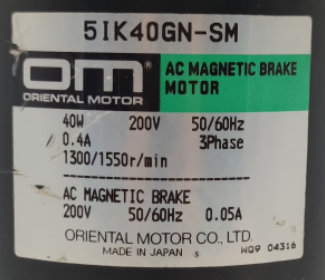 5IK40GN-SM
OM®
ORIENTAL MOTOR
AC MAGNETIC BRAKE
MOTOR
40W 200V 50/60Hz
0.4A 3Phase
1300/1550r/min
AC MAGNETIC BRAKE
200V 50/60Hz 0.05A
ORIENTAL MOTOR CO., LTD.
MADE IN JAPAN WQ9 04316